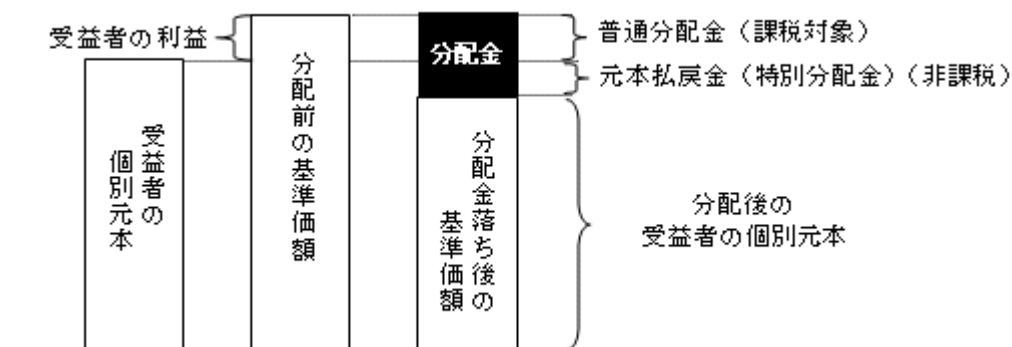 受益者の利益
受益者の
個別元本
分配前の基準価額
分配金
分配金落ち後の
基準価額
普通分配金（課税対象）
元本払戻金（特別分配金）（非課税）
分配後の
受益者の個別元本